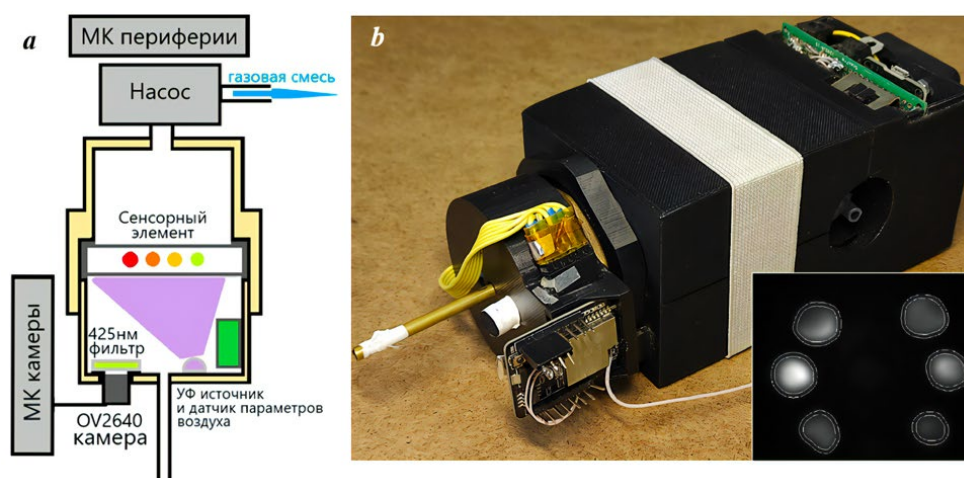 a
МК периферии
газовая смесь
Насос
Сенсорный
элемент
425нм
фильтр
МК камеры
OV2640
камера
УФ источник
и датчик параметров
воздуха
b